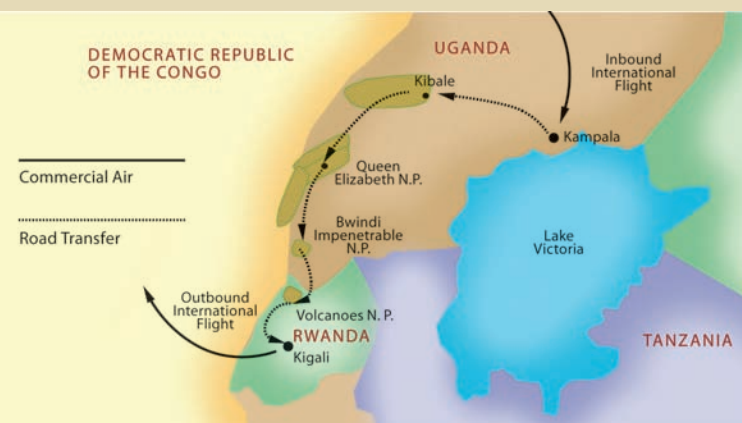 DEMOCRATIC REPUBLIC
OF THE CONGO
UGANDA
Inbound
International
Flight
Kibale
Kampala
Commercial Air
Queen
Elizabeth N.P.
Road Transfer
Bwindi
Impenetrable
N.P.
Lake
Victoria
Outbound
International
Flight
Volcanoes N. P.
RWANDA
Kigali
TANZANIA